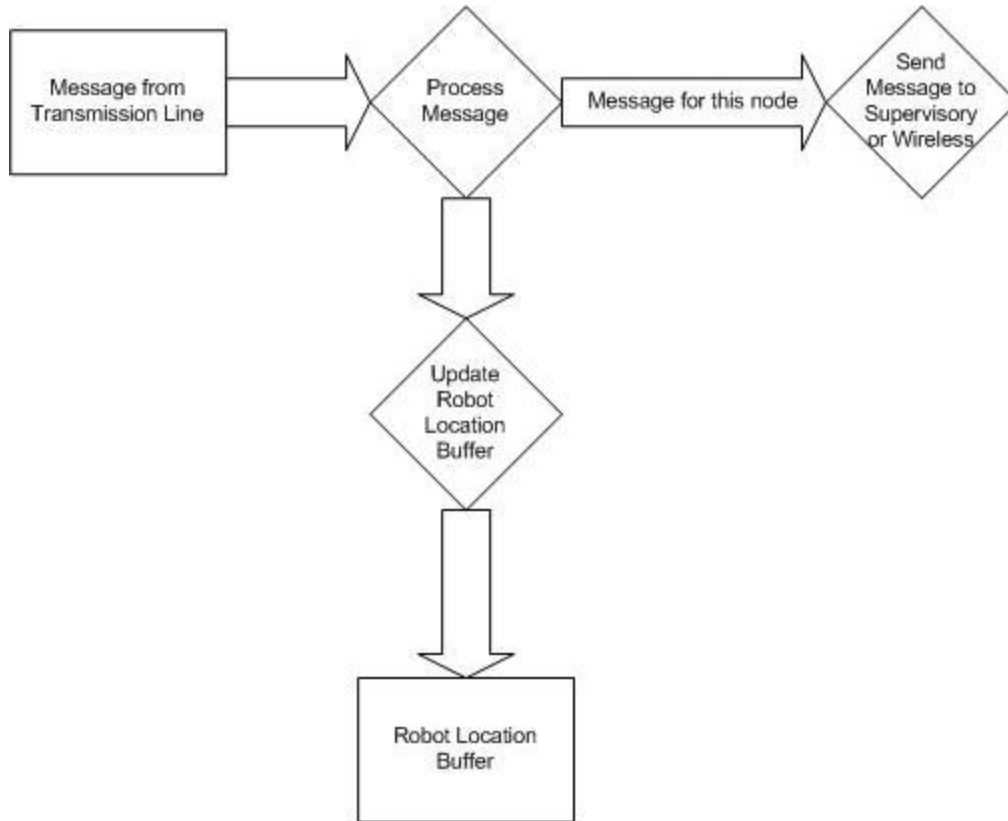 Message from
Transmission Line
Process
Message
Message for this node
Send
Message to
Supervisory
or Wireless
Update
Robot
Location
Buffer
Robot Location
Buffer